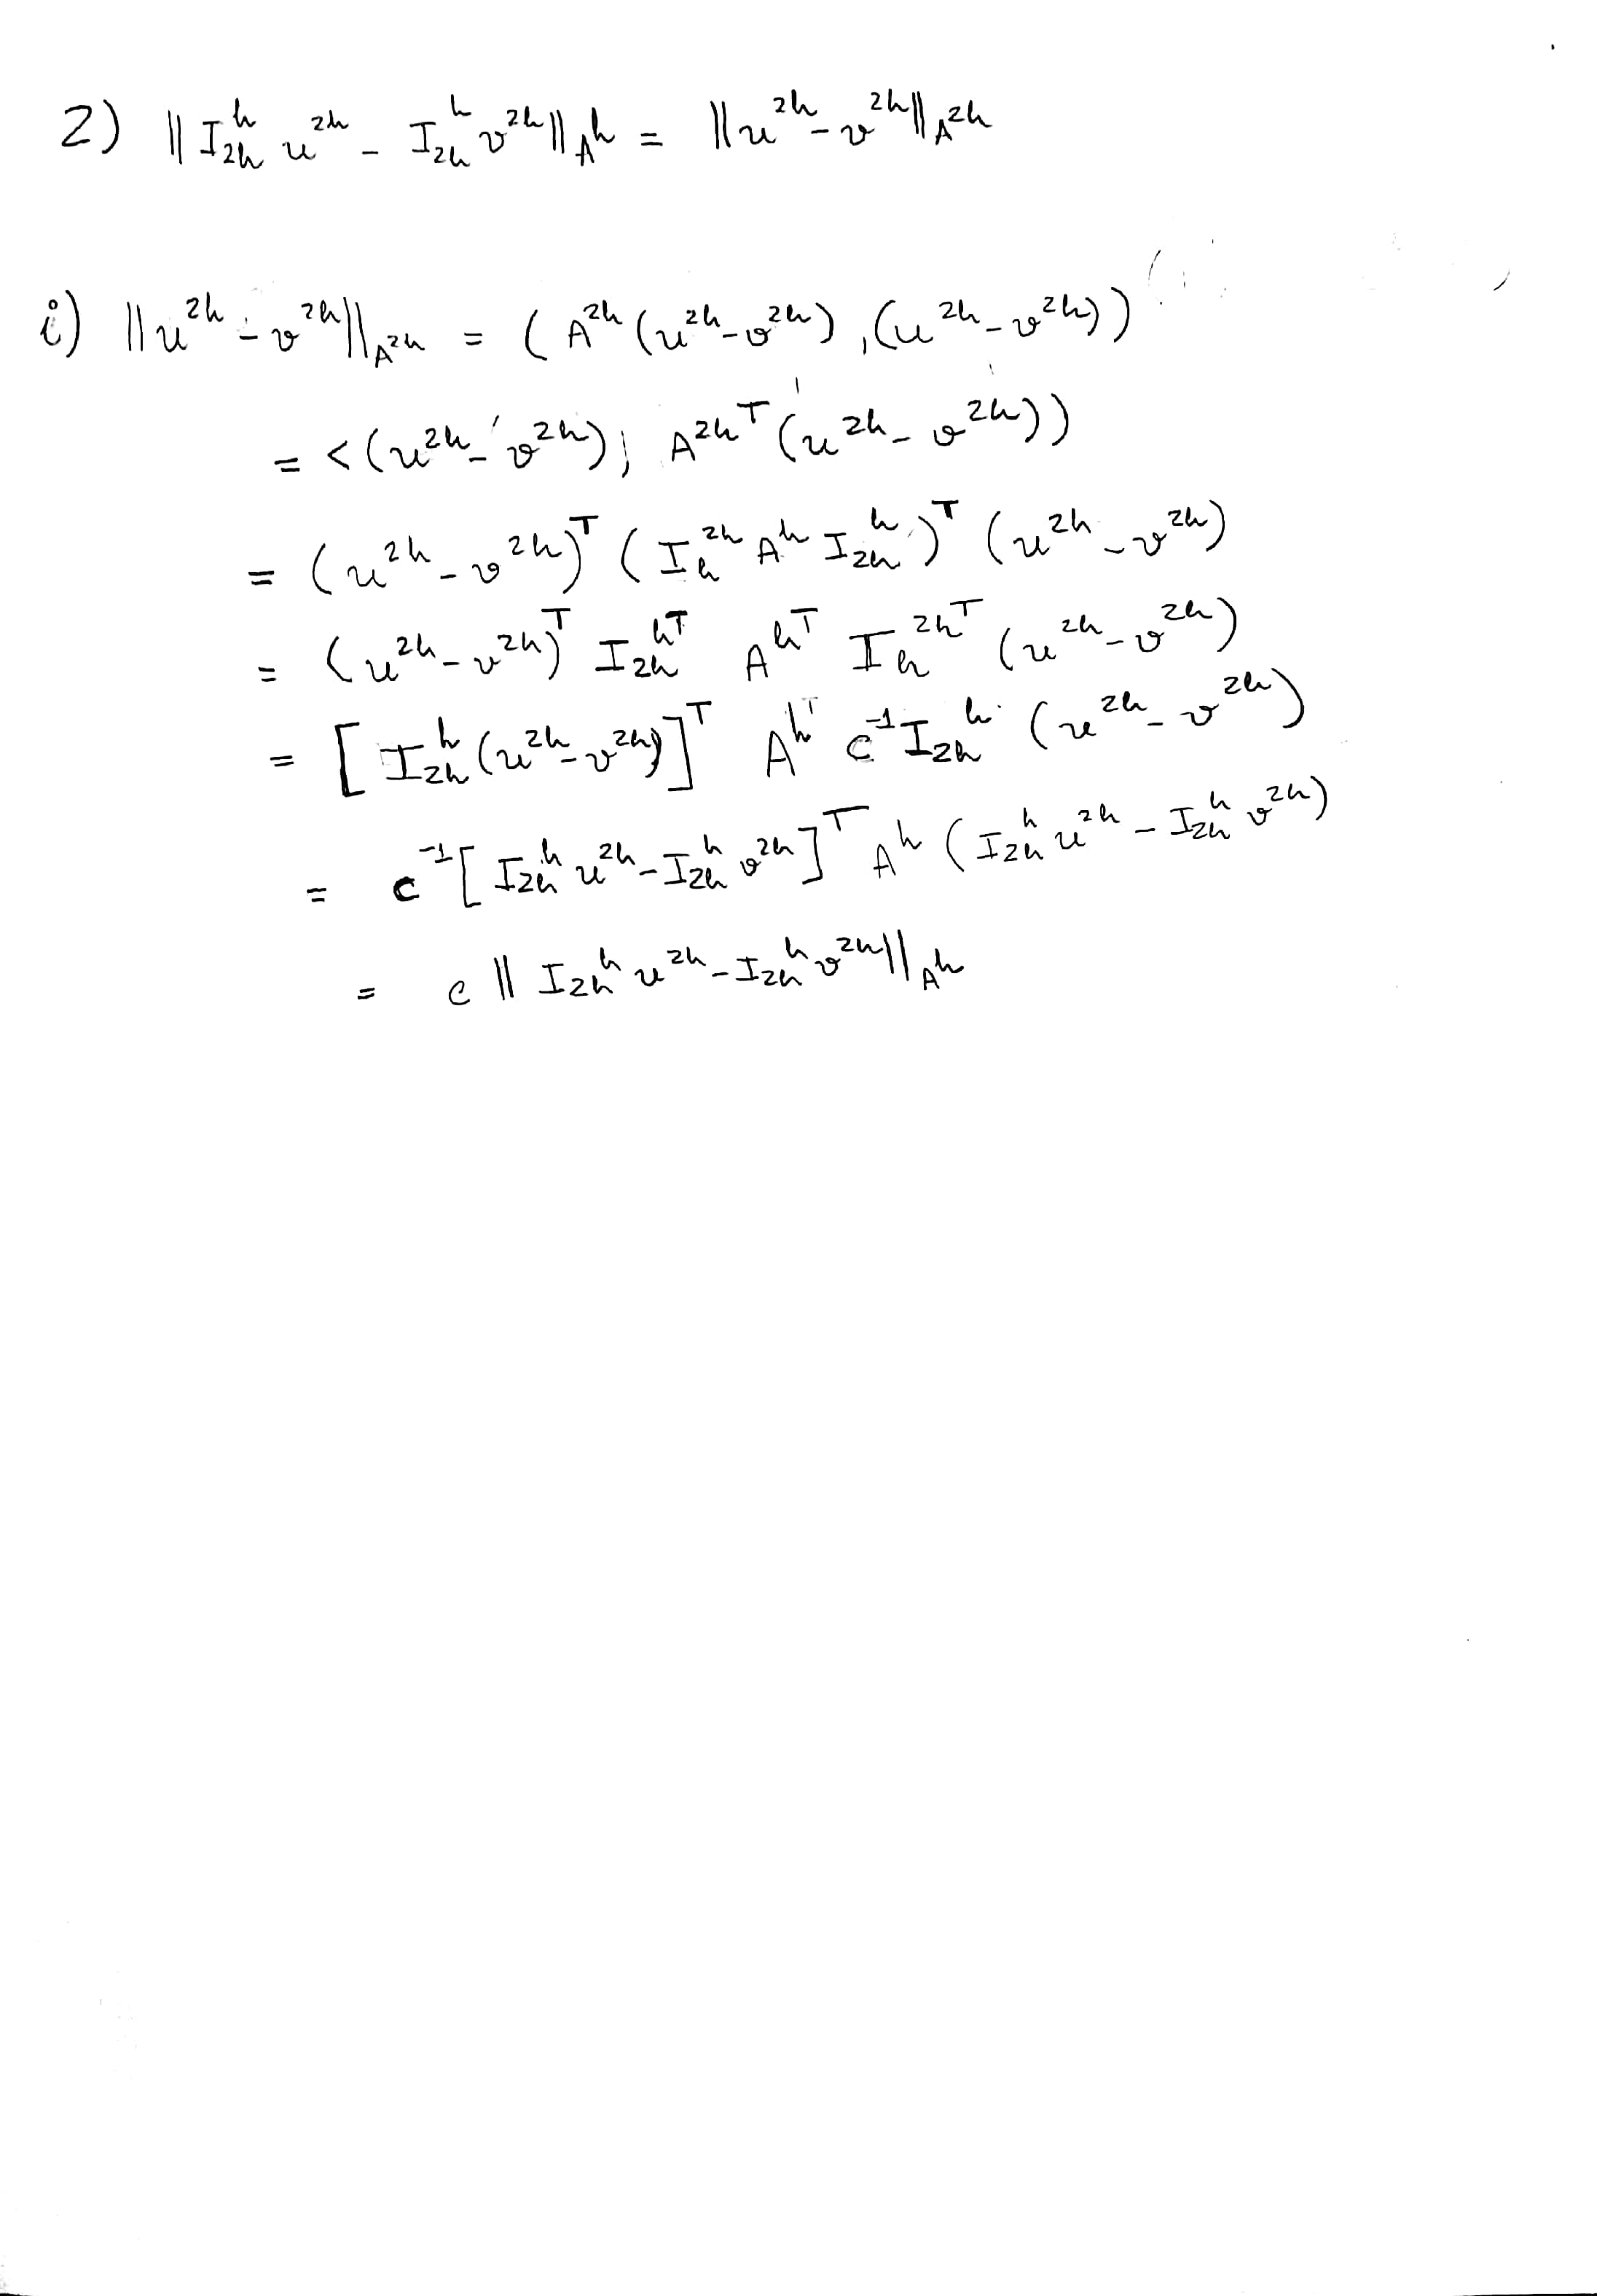 2) ‖I_{2h}^h u^{2h} - I_{2h}^h v^{2h}‖_{A^h} = ‖u^{2h} - v^{2h}‖_{A^{2h}}
i) ‖u^{2h} - v^{2h}‖_{A^{2h}} = (A^{2h}(u^{2h} - v^{2h}), (u^{2h} - v^{2h}))
= <(u^{2h} - v^{2h}); A^{2h^T}(u^{2h} - v^{2h}))
= (u^{2h} - v^{2h})^T (I_h^{2h} A^h I_{2h}^h)^T (u^{2h} - v^{2h})
= (u^{2h} - v^{2h})^T I_{2h}^{h^T} A^{h^T} I_h^{2h^T} (u^{2h} - v^{2h})
= [I_{2h}^h (u^{2h} - v^{2h})]^T A^{h^T} c^{-1} I_{2h}^h (u^{2h} - v^{2h})
= c^{-1} [I_{2h}^h u^{2h} - I_{2h}^h v^{2h}]^T A^h (I_{2h}^h u^{2h} - I_{2h}^h v^{2h})
= c ‖I_{2h}^h u^{2h} - I_{2h}^h v^{2h}‖_{A^h}